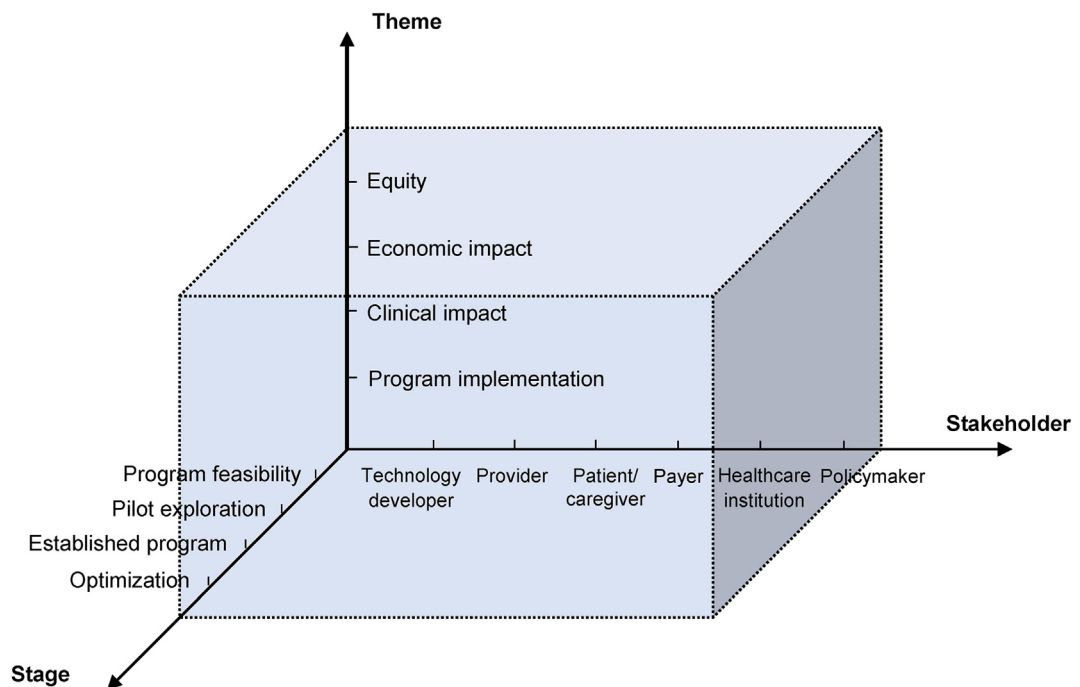 Theme
Equity
Economic impact
Clinical impact
Program implementation
Stakeholder
Technology
developer
Provider
Patient/
caregiver
Payer
Healthcare
institution
Policymaker
Program feasibility
Pilot exploration
Established program
Optimization
Stage